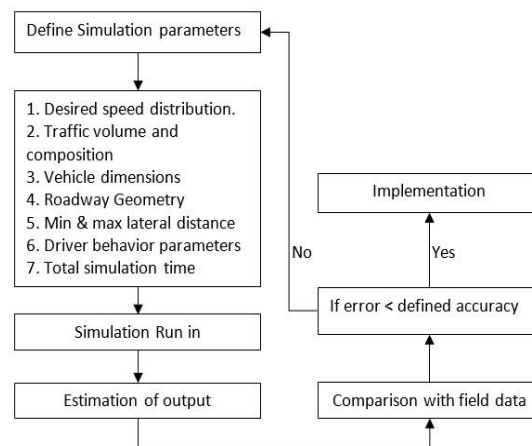 Define Simulation parameters
1. Desired speed distribution.
2. Traffic volume and
composition
3. Vehicle dimensions
4. Roadway Geometry
5. Min & max lateral distance
6. Driver behavior parameters
7. Total simulation time
Simulation Run in
Estimation of output
Comparison with field data
If error < defined accuracy
No
Yes
Implementation